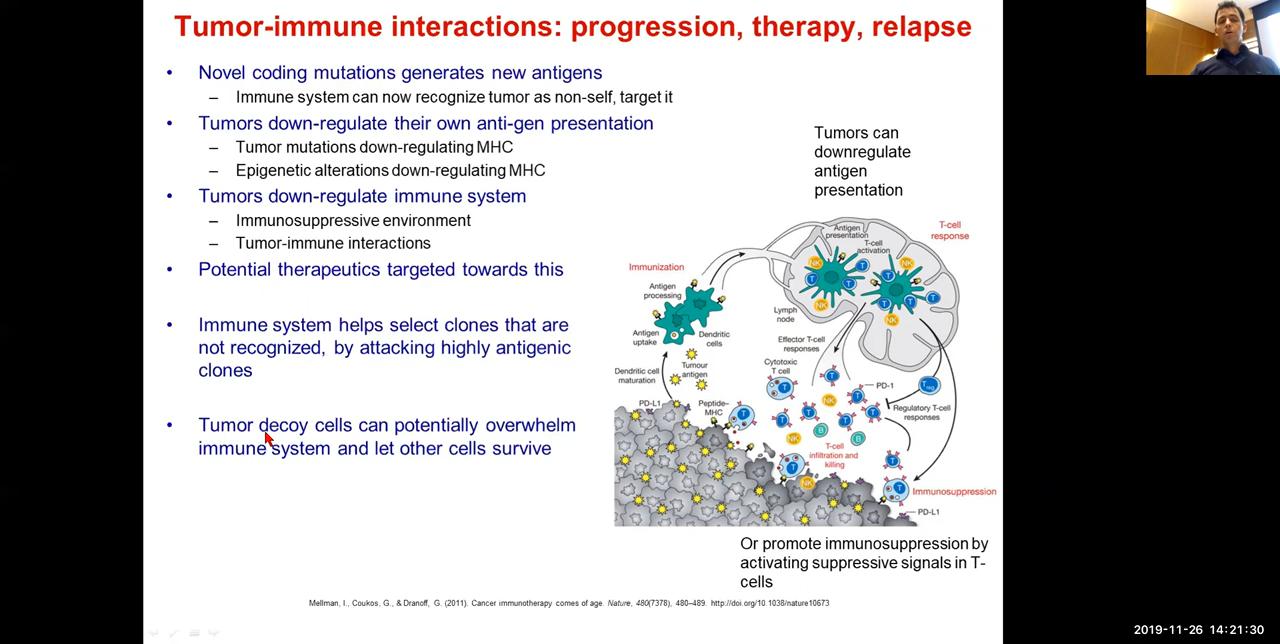 Tumor-immune interactions: progression, therapy, relapse
• Novel coding mutations generates new antigens
– Immune system can now recognize tumor as non-self, target it
• Tumors down-regulate their own anti-gen presentation
– Tumor mutations down-regulating MHC
– Epigenetic alterations down-regulating MHC
• Tumors down-regulate immune system
– Immunosuppressive environment
– Tumor-immune interactions
• Potential therapeutics targeted towards this
• Immune system helps select clones that are
not recognized, by attacking highly antigenic
clones
• Tumor decoy cells can potentially overwhelm
immune system and let other cells survive
Tumors can
downregulate
antigen
presentation
T-cell
response
Antigen
presentation
T-cell
activation
NK
NK
T
T
T
T
T
T
T
NK
NK
Immunization
Antigen
processing
Lymph
node
Antigen
uptake
Dendritic
cells
Effector T-cell
responses
Dendritic cell
maturation
Tumour
antigen
Cytotoxic
T cell
T
T
PD-1
T reg
Regulatory T-cell
responses
PD-L1
Peptide-
MHC
T
T
T
T
T
T
NK
NK
B
B
T-cell
infiltration and
killing
T
T
NK
T
Immunosuppression
PD-L1
Or promote immunosuppression by
activating suppressive signals in T-
cells
Mellman, I., Coukos, G., & Dranoff, G. (2011). Cancer immunotherapy comes of age. Nature, 480(7378), 480–489. http://doi.org/10.1038/nature10673
2019-11-26 14:21:30